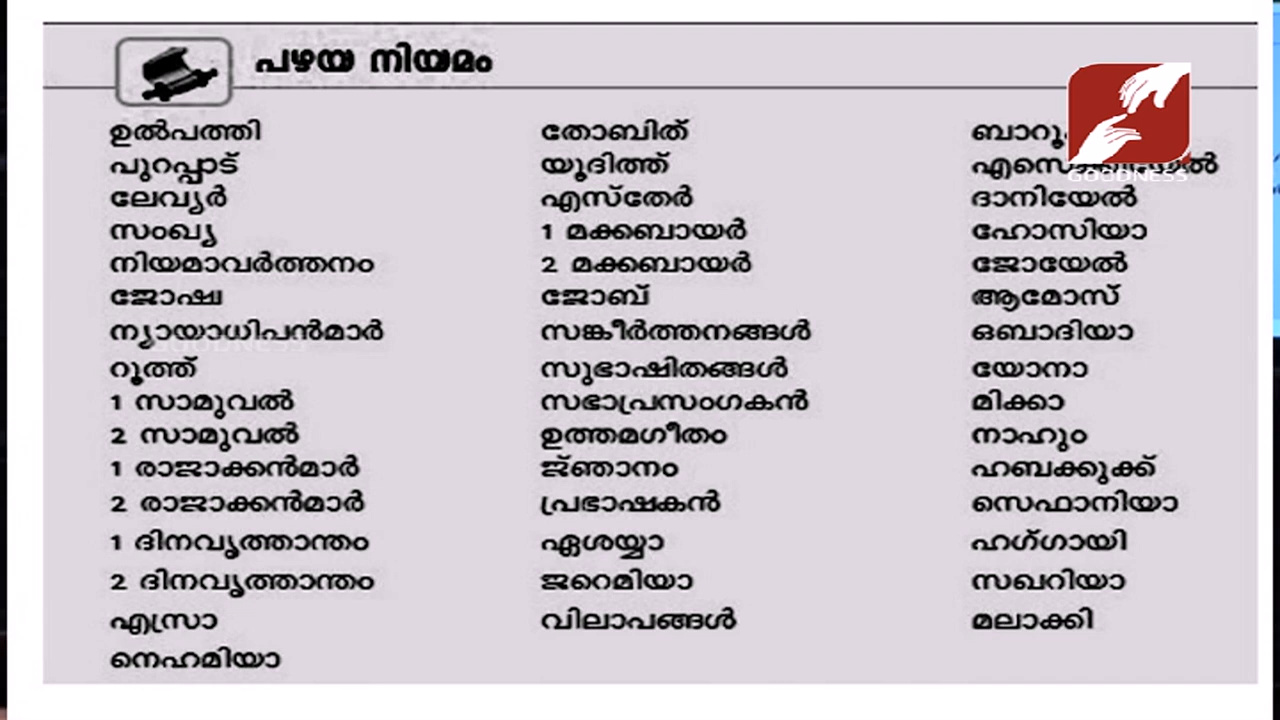 പഴയ നിയമം
ഉൽപത്തി
പുറപ്പാട്
ലേവ്യർ
സംഖ്യ
നിയമാവർത്തനം
ജോഷ്വ
ന്യായാധിപൻമാർ
റൂത്ത്
1 സാമുവൽ
2 സാമുവൽ
1 രാജാക്കൻമാർ
2 രാജാക്കൻമാർ
1 ദിനവൃത്താന്തം
2 ദിനവൃത്താന്തം
എസ്രാ
നെഹമിയാ
തോബിത്
യൂദിത്ത്
എസ്തേർ
1 മക്കബായർ
2 മക്കബായർ
ജോബ്
സങ്കീർത്തനങ്ങൾ
സുഭാഷിതങ്ങൾ
സഭാപ്രസംഗകൻ
ഉത്തമഗീതം
ജ്ഞാനം
പ്രഭാഷകൻ
ഏശയ്യാ
ജറെമിയാ
വിലാപങ്ങൾ
ദാനിയേൽ
ഹോസിയാ
ജോയേൽ
ആമോസ്
ഒബാദിയാ
യോനാ
മിക്കാ
നാഹും
ഹബക്കുക്ക്
സെഫാനിയാ
ഹഗ്ഗായി
സഖറിയാ
മലാക്കി
GOODNESS
GOODNESS